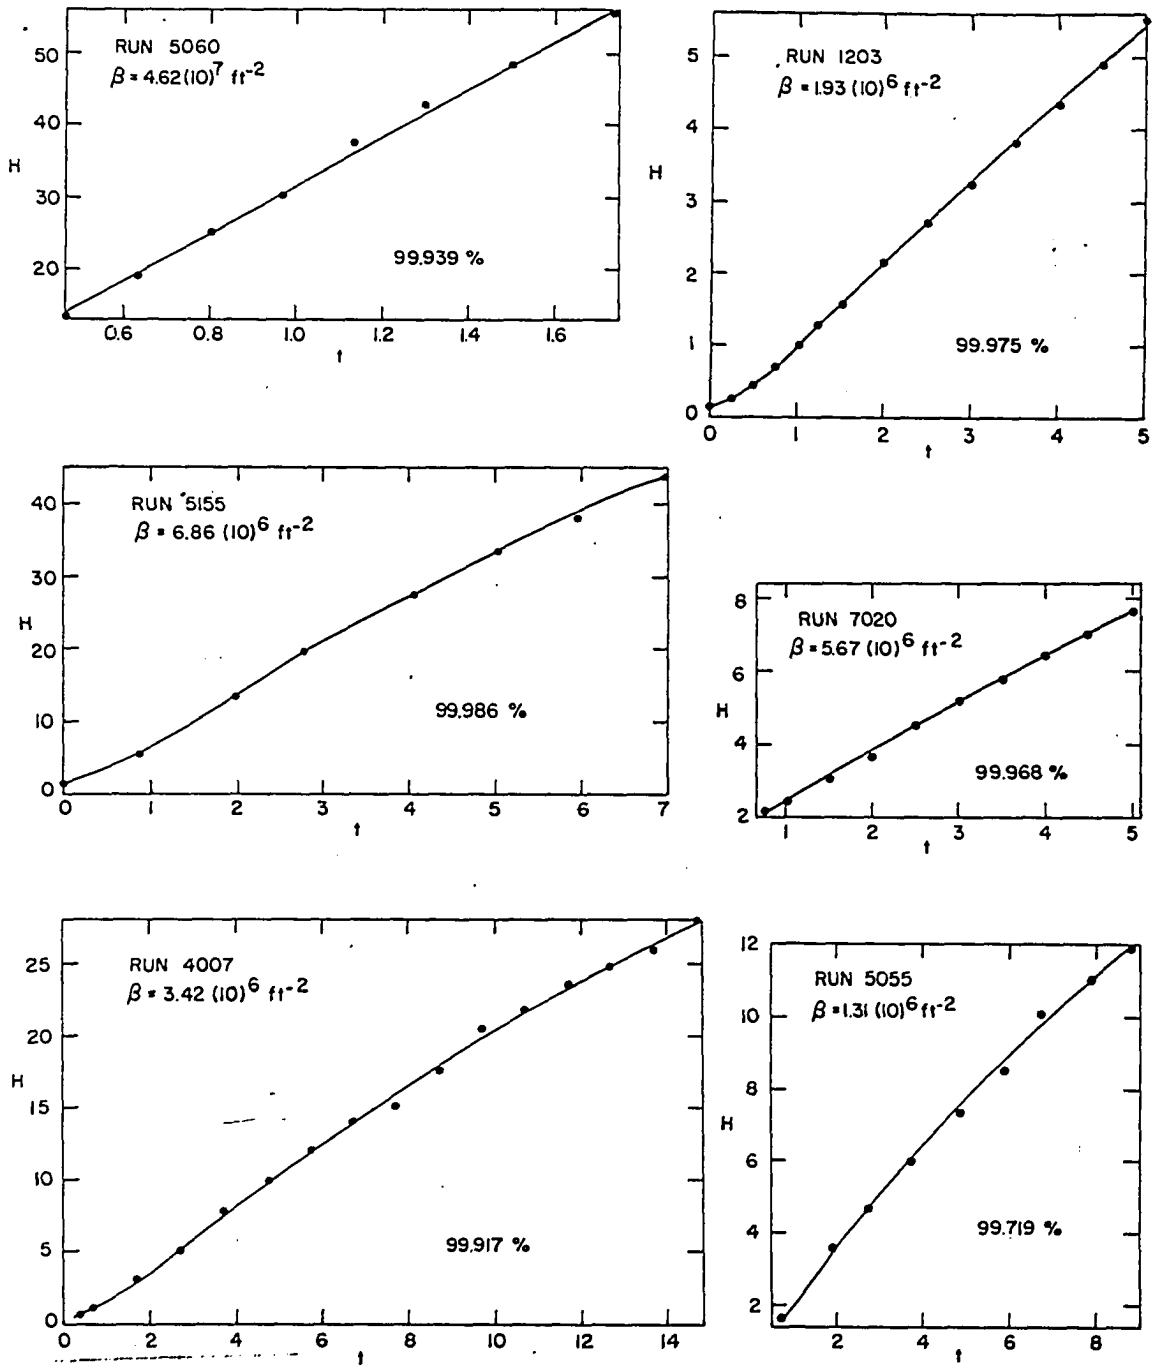 RUN 5060
β = 4.62(10)⁷ ft⁻²
50
40
30
20
H
99.939 %
0.6 0.8 1.0 1.2 1.4 1.6
t
RUN 1203
β = 1.93 (10)⁶ ft⁻²
5
4
3
2
1
0
H
99.975 %
0 1 2 3 4 5
t
RUN 5155
β = 6.86 (10)⁶ ft⁻²
40
30
20
10
0
H
99.986 %
0 1 2 3 4 5 6 7
t
RUN 7020
β = 5.67 (10)⁶ ft⁻²
8
6
4
2
H
99.968 %
1 2 3 4 5
t
RUN 4007
β = 3.42 (10)⁶ ft⁻²
25
20
15
10
5
0
H
99.917 %
0 2 4 6 8 10 12 14
t
RUN 5055
β = 1.31 (10)⁶ ft⁻²
12
10
8
6
4
2
H
99.719 %
2 4 6 8
t